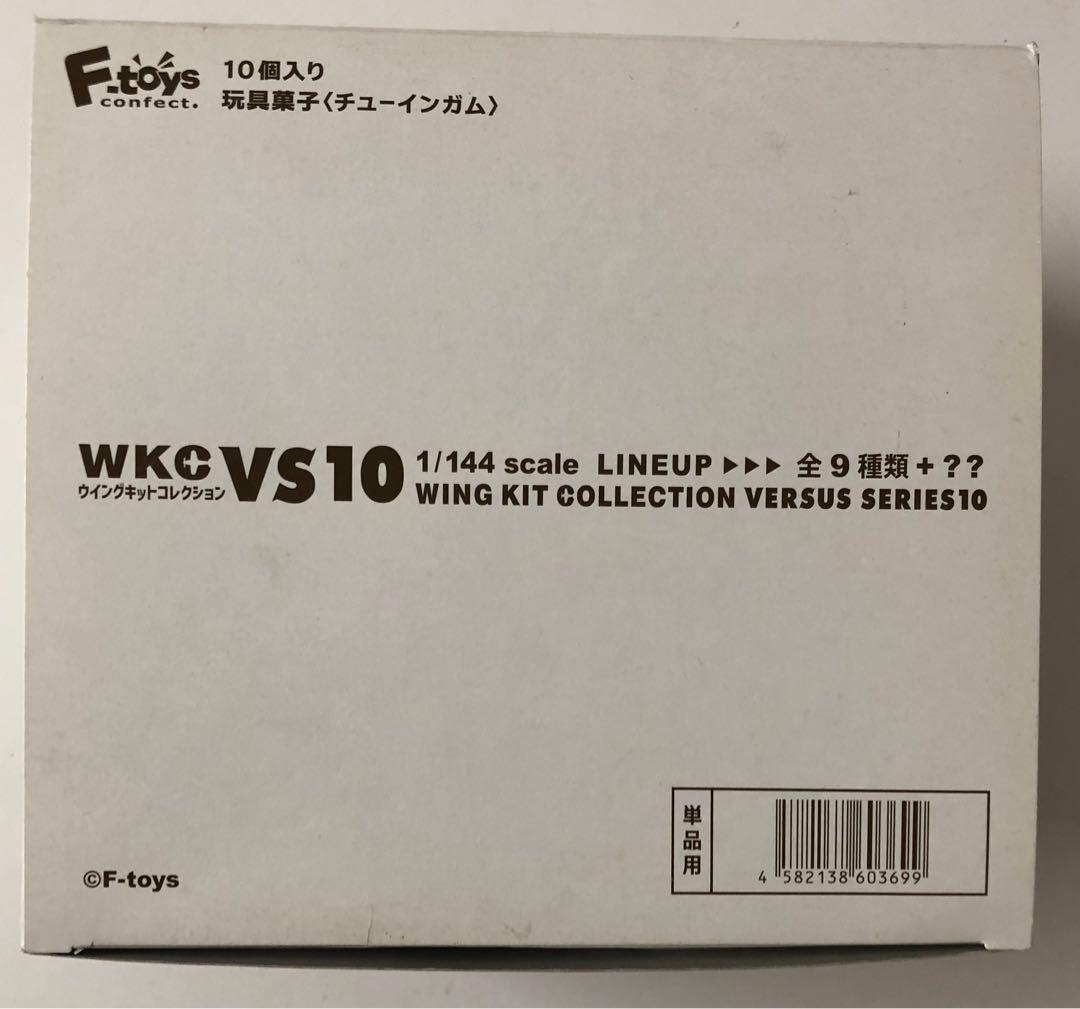 F-toys
confect.
10個入り
玩具菓子〈チューインガム〉
WKC
ウイングキットコレクション
VS10
1/144 scale LINEUP ▶▶▶ 全9種類+??
WING KIT COLLECTION VERSUS SERIES10
単品用
4 582138 603699
©F-toys